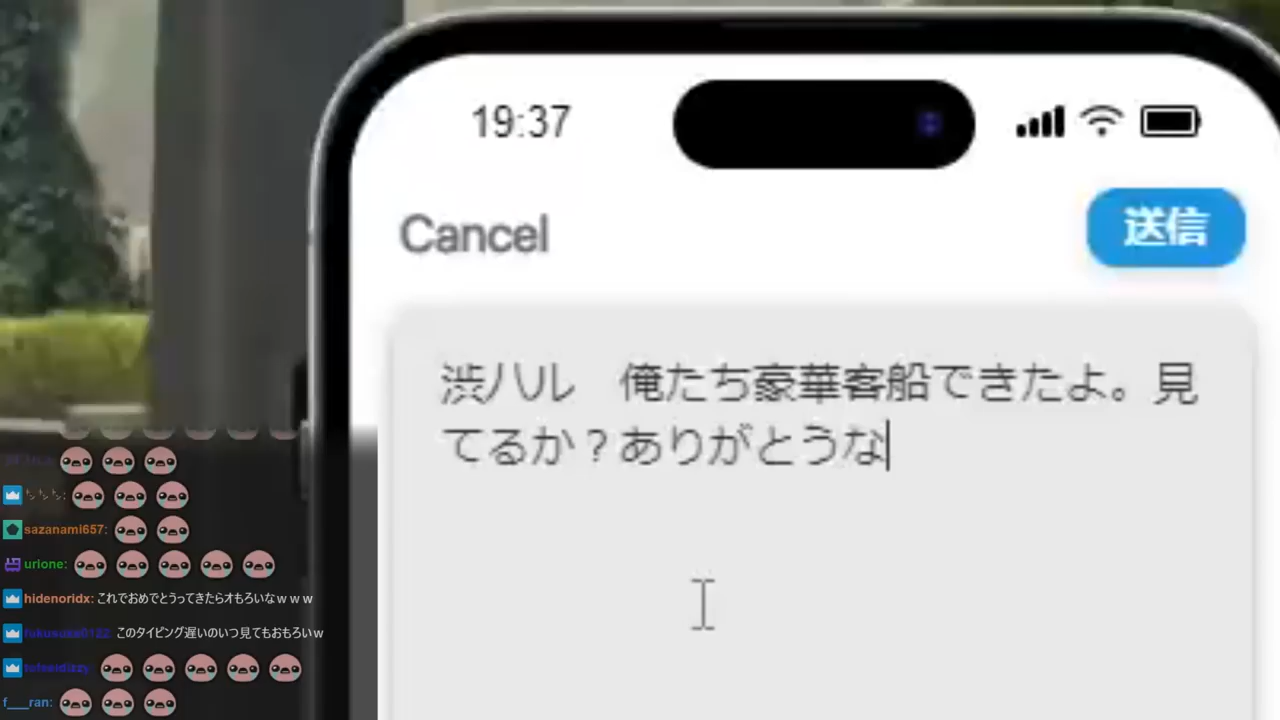 19:37
Cancel
送信
渋ハル　俺たち豪華客船できたよ。見
てるか？ありがとうな
sazanami657:
urione:
hidenoridx: これでおめでとうってきたらオもろいなｗｗｗ
fukusuza0122: このタイピング遅いのいつ見てもおもろいｗ
f___ran: